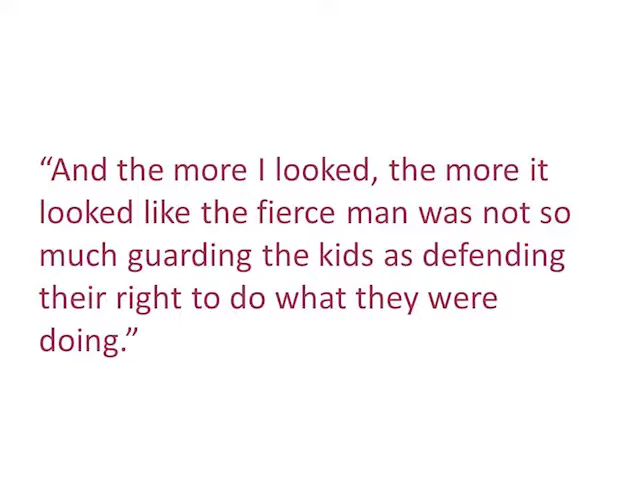 “And the more I looked, the more it
looked like the fierce man was not so
much guarding the kids as defending
their right to do what they were
doing.”